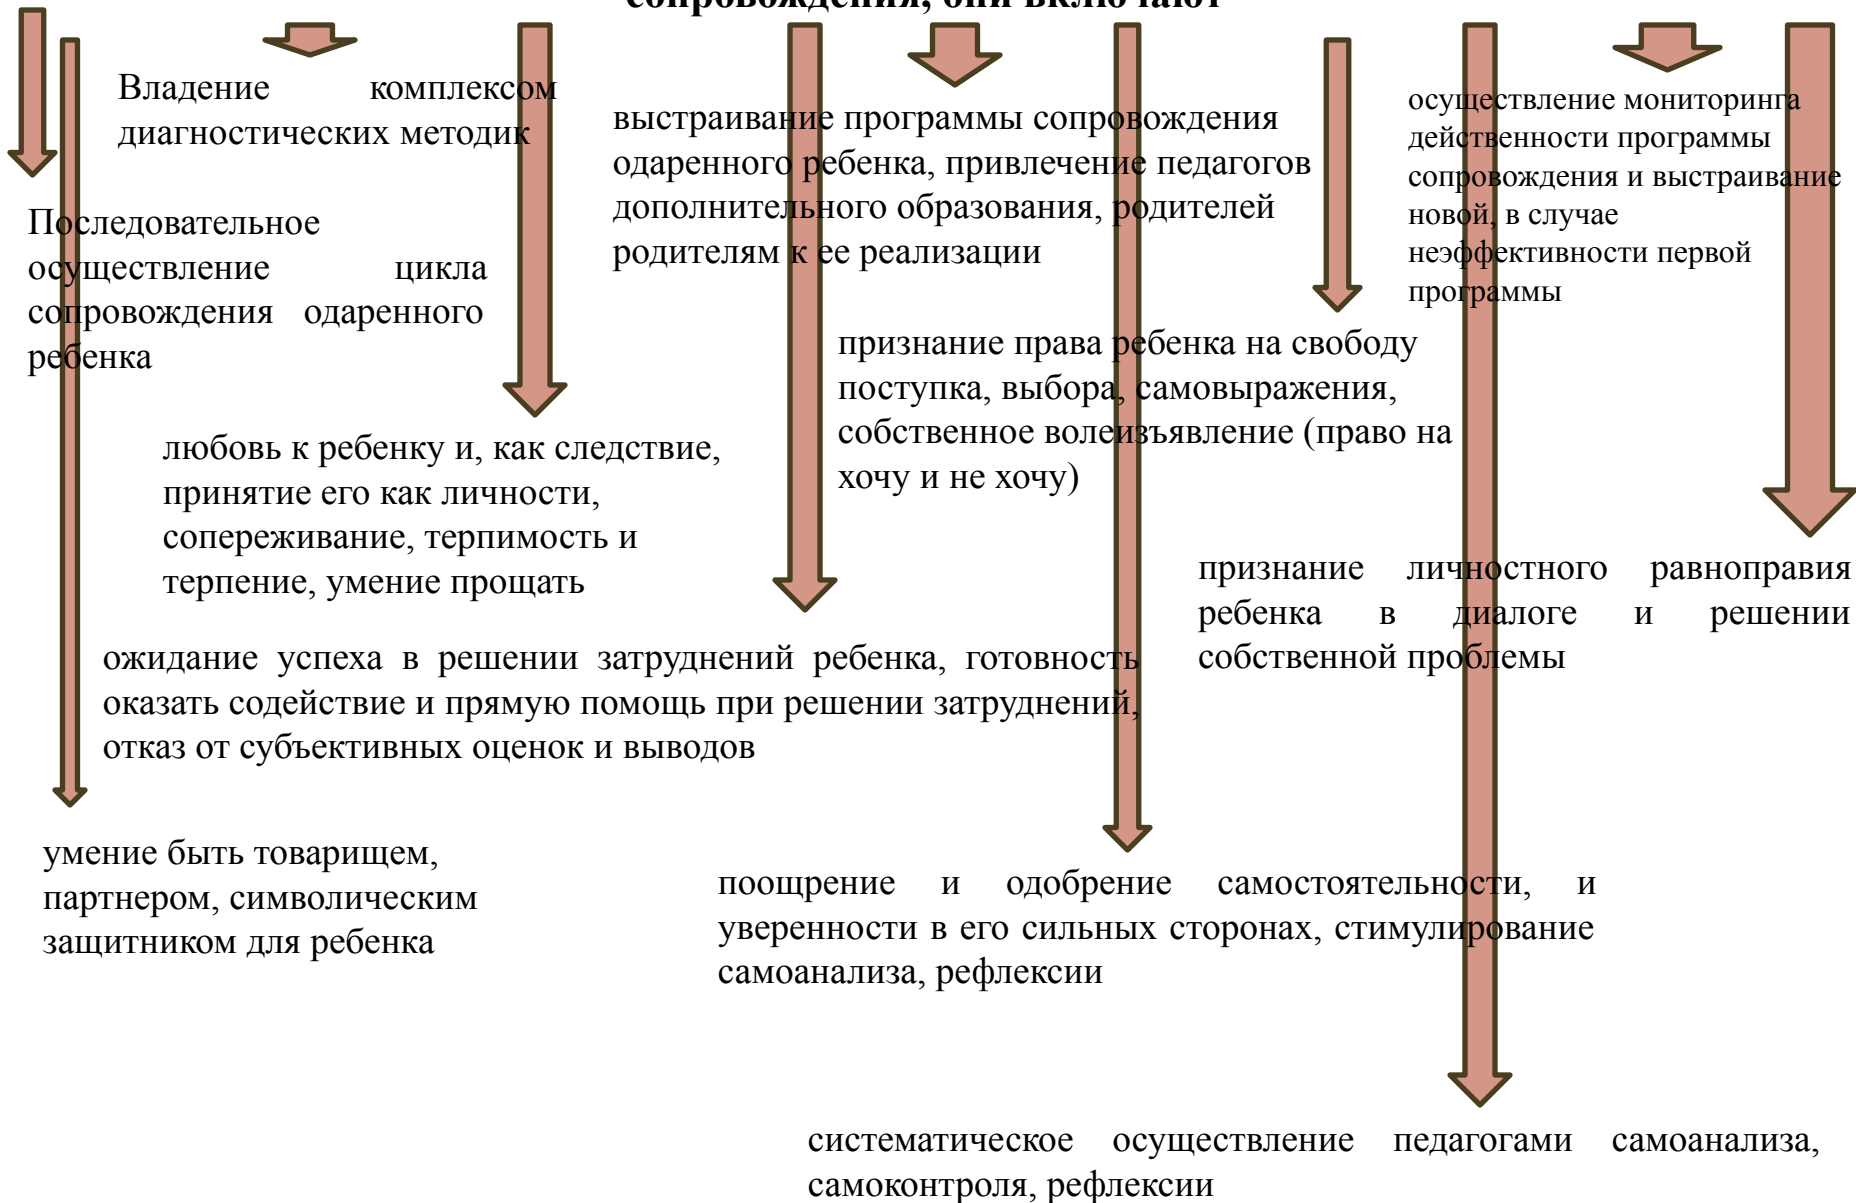 сопровождения, они включают
Владение комплексом
диагностических методик
Последовательное
осуществление цикла
сопровождения одаренного
ребенка
выстраивание программы сопровождения
одаренного ребенка, привлечение педагогов
дополнительного образования, родителей
родителям к ее реализации
осуществление мониторинга
действенности программы
сопровождения и выстраивание
новой, в случае
неэффективности первой
программы
признание права ребенка на свободу
поступка, выбора, самовыражения,
собственное волеизъявление (право на
хочу и не хочу)
любовь к ребенку и, как следствие,
принятие его как личности,
сопереживание, терпимость и
терпение, умение прощать
признание личностного равноправия
ребенка в диалоге и решении
собственной проблемы
ожидание успеха в решении затруднений ребенка, готовность
оказать содействие и прямую помощь при решении затруднений,
отказ от субъективных оценок и выводов
умение быть товарищем,
партнером, символическим
защитником для ребенка
поощрение и одобрение самостоятельности, и
уверенности в его сильных сторонах, стимулирование
самоанализа, рефлексии
систематическое осуществление педагогами самоанализа,
самоконтроля, рефлексии